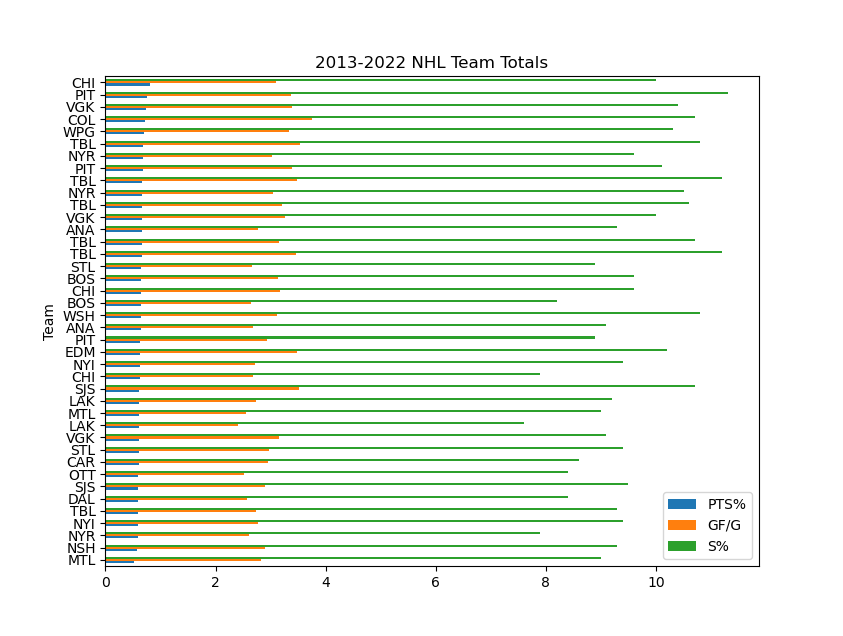 2013-2022 NHL Team Totals
Team
CHI
PIT
VGK
COL
WPG
TBL
NYR
PIT
TBL
NYR
TBL
VGK
ANA
TBL
TBL
STL
BOS
CHI
BOS
WSH
ANA
PIT
EDM
NYI
CHI
SJS
LAK
MTL
LAK
VGK
STL
CAR
OTT
SJS
DAL
TBL
NYI
NYR
NSH
MTL
PTS%
GF/G
S%
0 2 4 6 8 10